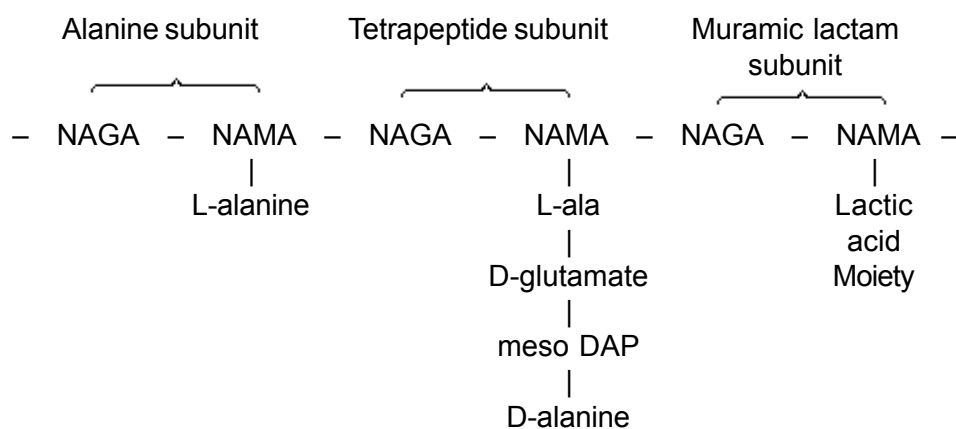 Alanine subunit Tetrapeptide subunit Muramic lactam
subunit
– NAGA – NAMA – NAGA – NAMA – NAGA – NAMA –
L-alanine L-ala Lactic
acid
D-glutamate Moiety
meso DAP
D-alanine